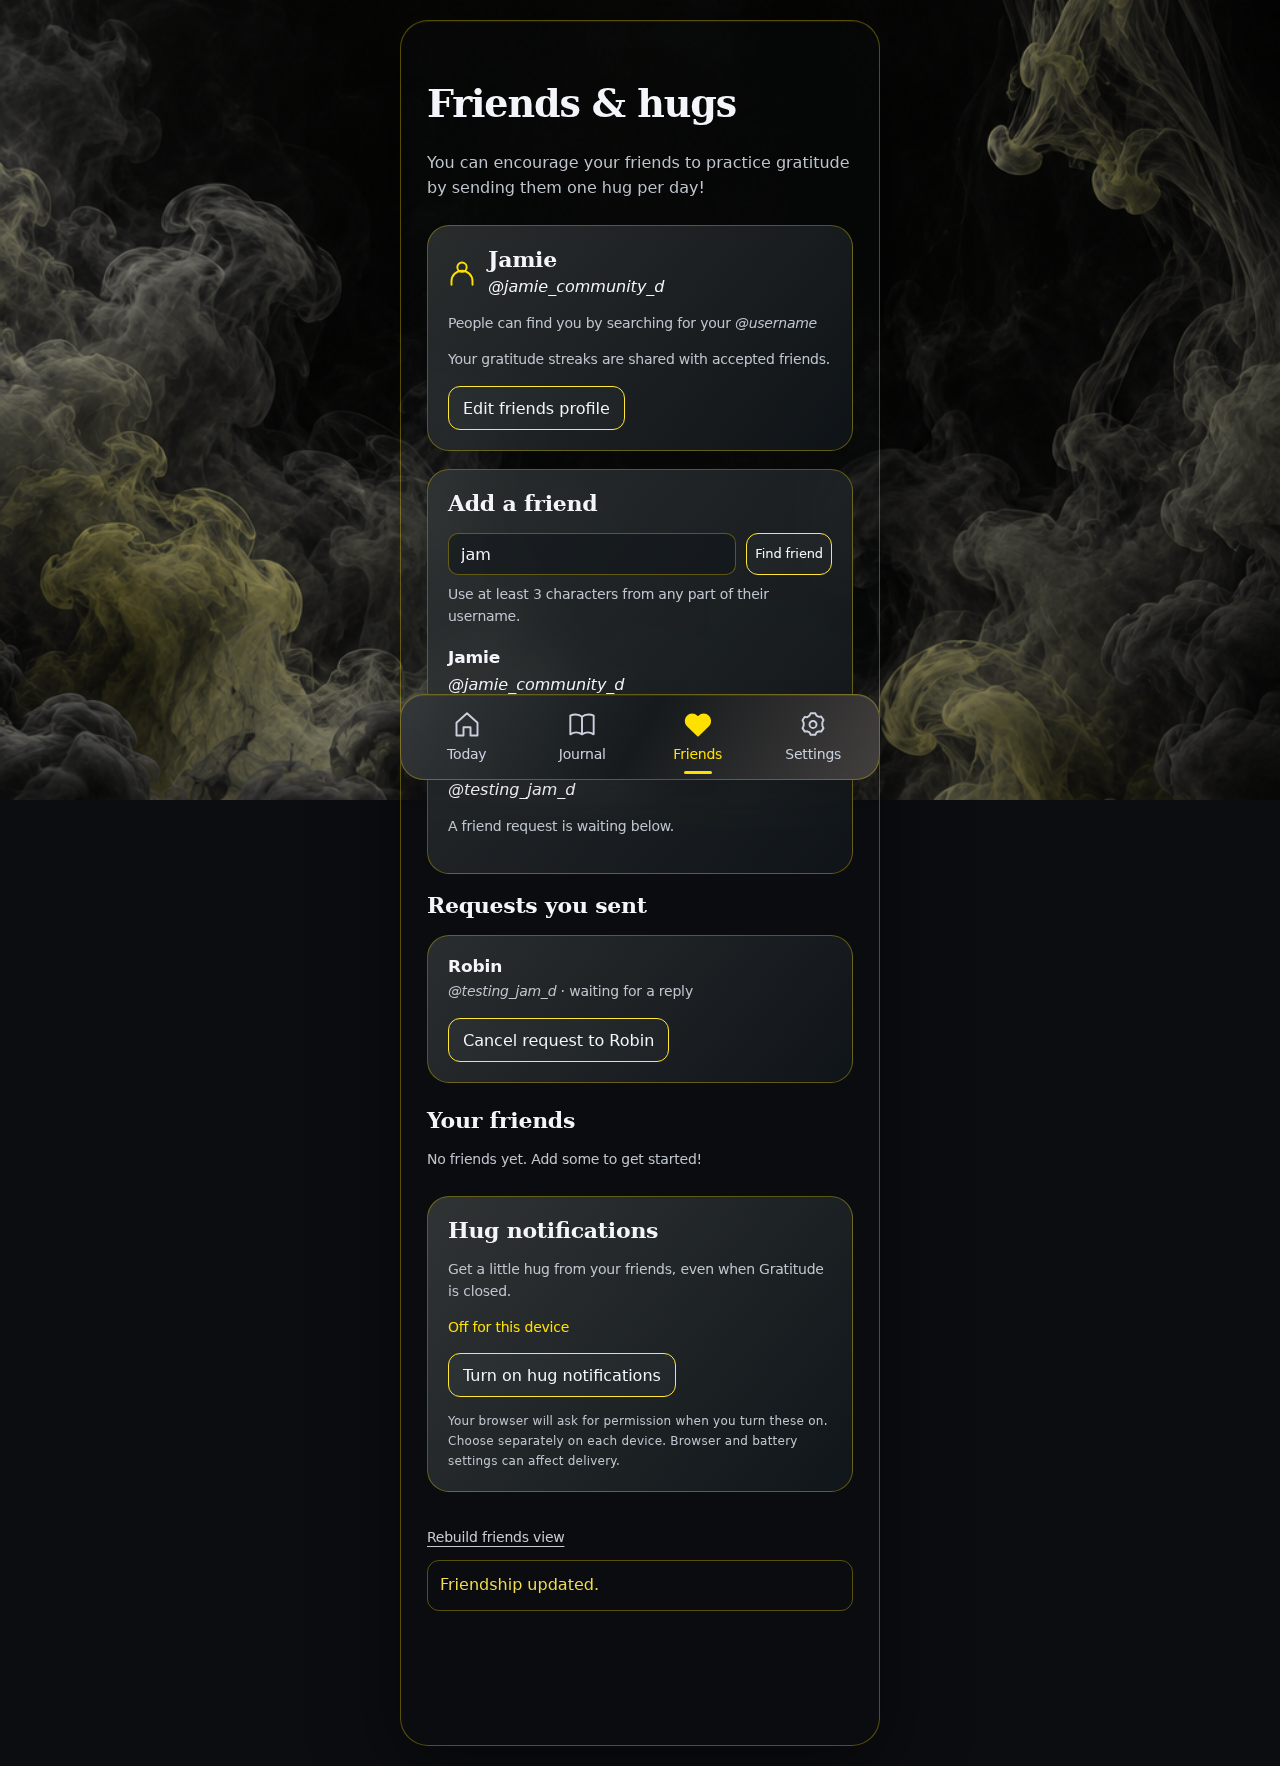 Friends & hugs
You can encourage your friends to practice gratitude
by sending them one hug per day!
Jamie
@jamie_community_d
People can find you by searching for your @username
Your gratitude streaks are shared with accepted friends.
Edit friends profile
Add a friend
jam
Find friend
Use at least 3 characters from any part of their
username.
Jamie
@jamie_community_d
Today
Journal
Friends
Settings
@testing_jam_d
A friend request is waiting below.
Requests you sent
Robin
@testing_jam_d · waiting for a reply
Cancel request to Robin
Your friends
No friends yet. Add some to get started!
Hug notifications
Get a little hug from your friends, even when Gratitude
is closed.
Off for this device
Turn on hug notifications
Your browser will ask for permission when you turn these on.
Choose separately on each device. Browser and battery
settings can affect delivery.
Rebuild friends view
Friendship updated.